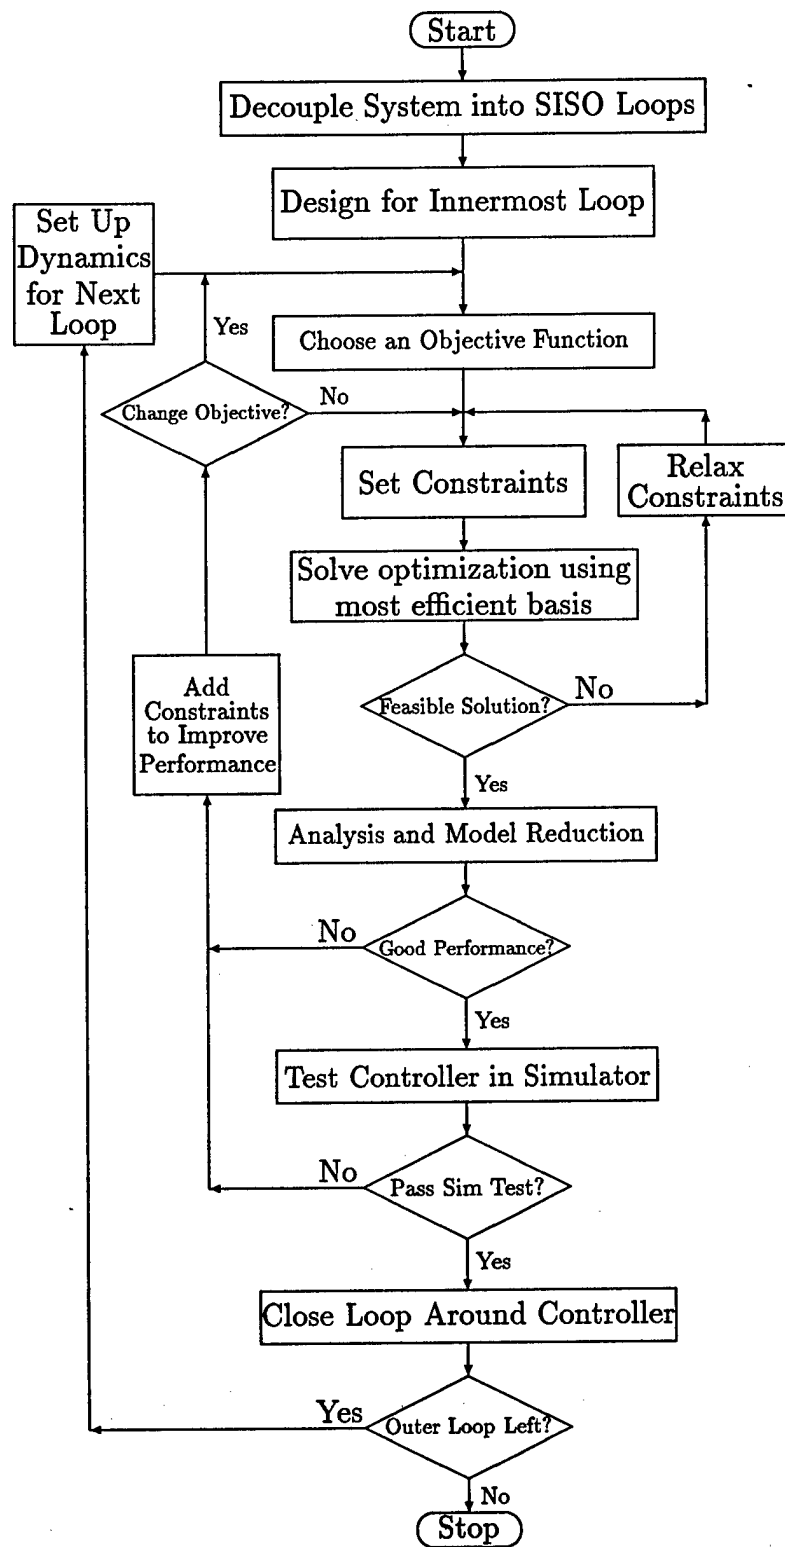 Start
Decouple System into SISO Loops
Design for Innermost Loop
Set Up
Dynamics
for Next
Loop
Yes
Choose an Objective Function
Change Objective?
No
Set Constraints
Relax
Constraints
Solve optimization using
most efficient basis
Add
Constraints
to Improve
Performance
Feasible Solution?
No
Yes
Analysis and Model Reduction
No
Good Performance?
Yes
Test Controller in Simulator
No
Pass Sim Test?
Yes
Close Loop Around Controller
Yes
Outer Loop Left?
No
Stop